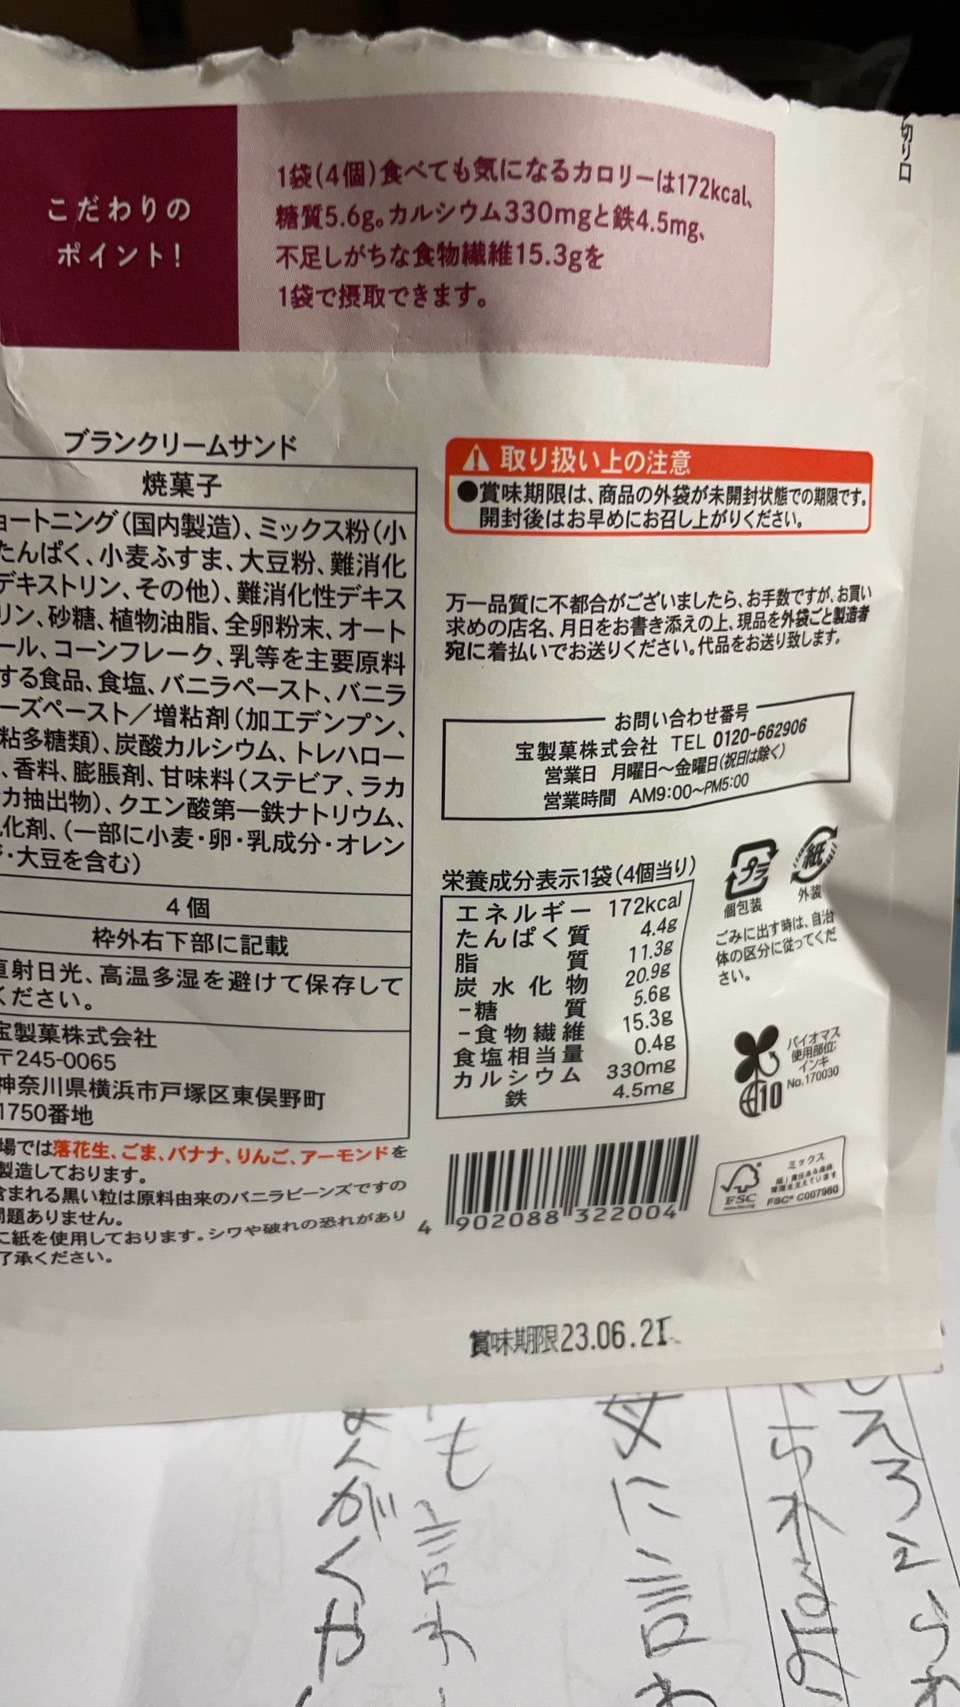 切り口
こだわりの
ポイント!
1袋(4個)食べても気になるカロリーは172kcal、
糖質5.6g。カルシウム330mgと鉄4.5mg、
不足しがちな食物繊維15.3gを
1袋で摂取できます。
ブランクリームサンド
焼菓子
ョートニング(国内製造)、ミックス粉(小
たんぱく、小麦ふすま、大豆粉、難消化
デキストリン、その他)、難消化性デキス
リン、砂糖、植物油脂、全卵粉末、オート
ール、コーンフレーク、乳等を主要原料
する食品、食塩、バニラペースト、バニラ
ーズペースト/増粘剤(加工デンプン、
粘多糖類)、炭酸カルシウム、トレハロー
、香料、膨脹剤、甘味料(ステビア、ラカ
カ抽出物)、クエン酸第一鉄ナトリウム、
化剤、(一部に小麦・卵・乳成分・オレン
・大豆を含む)
4個
枠外右下部に記載
直射日光、高温多湿を避けて保存して
ください。
宝製菓株式会社
〒245-0065
神奈川県横浜市戸塚区東俣野町
1750番地
場では落花生、ごま、バナナ、りんご、アーモンドを
製造しております。
含まれる黒い粒は原料由来のバニラビーンズですの
問題ありません。
に紙を使用しております。シワや破れの恐れがあり
了承ください。
取り扱い上の注意
●賞味期限は、商品の外袋が未開封状態での期限です。
開封後はお早めにお召し上がりください。
万一品質に不都合がございましたら、お手数ですが、お買い
求めの店名、月日をお書き添えの上、現品を外袋ごと製造者
宛に着払いでお送りください。代品をお送り致します。
お問い合わせ番号
宝製菓株式会社 TEL 0120-662906
営業日 月曜日〜金曜日(祝日は除く)
営業時間 AM9:00〜PM5:00
栄養成分表示1袋(4個当り)
エネルギー 172kcal
たんぱく質 4.4g
脂質 11.3g
炭水化物 20.9g
-糖質 5.6g
-食物繊維 15.3g
食塩相当量 0.4g
カルシウム 330mg
鉄 4.5mg
プラ
個包装
紙
外装
ごみに出す時は、自治
体の区分に従ってくだ
さい。
バイオマス
使用部位:
インキ
No.170030
10
4 902088 322004
FSC
ミックス
FSC® C007980
賞味期限23.06.21
も言わ
母に言わ